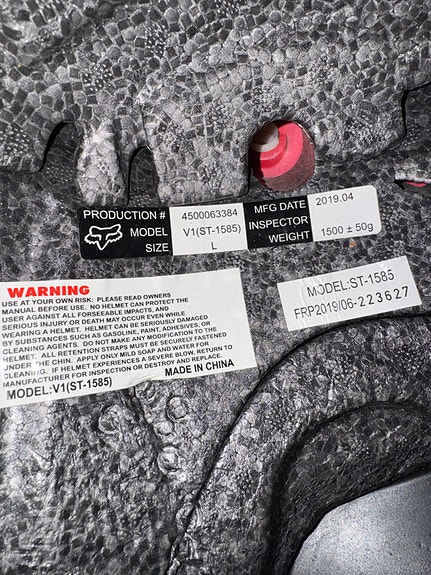 PRODUCTION # 4500063384 MFG DATE 2019.04
MODEL V1(ST-1585) INSPECTOR
SIZE L WEIGHT 1500 ± 50g
WARNING
USE AT YOUR OWN RISK: PLEASE READ OWNERS
MANUAL BEFORE USE. NO HELMET CAN PROTECT THE
USER AGAINST ALL FORSEEABLE IMPACTS, AND
SERIOUS INJURY OR DEATH MAY OCCUR EVEN WHILE
WEARING A HELMET. HELMET CAN BE SERIOUSLY DAMAGED
BY SUBSTANCES SUCH AS GASOLINE, PAINT, ADHESIVES, OR
CLEANING AGENTS. DO NOT MAKE ANY MODIFICATION TO THE
HELMET. ALL RETENTION STRAPS MUST BE SECURELY FASTENED
UNDER THE CHIN. APPLY ONLY MILD SOAP AND WATER FOR
CLEANING. IF HELMET EXPERIENCES A SEVERE BLOW, RETURN TO
MANUFACTURER FOR INSPECTION OR DESTROY AND REPLACE.
MADE IN CHINA
MODEL:V1(ST-1585)
MODEL:ST-1585
FRP2019/06-223627